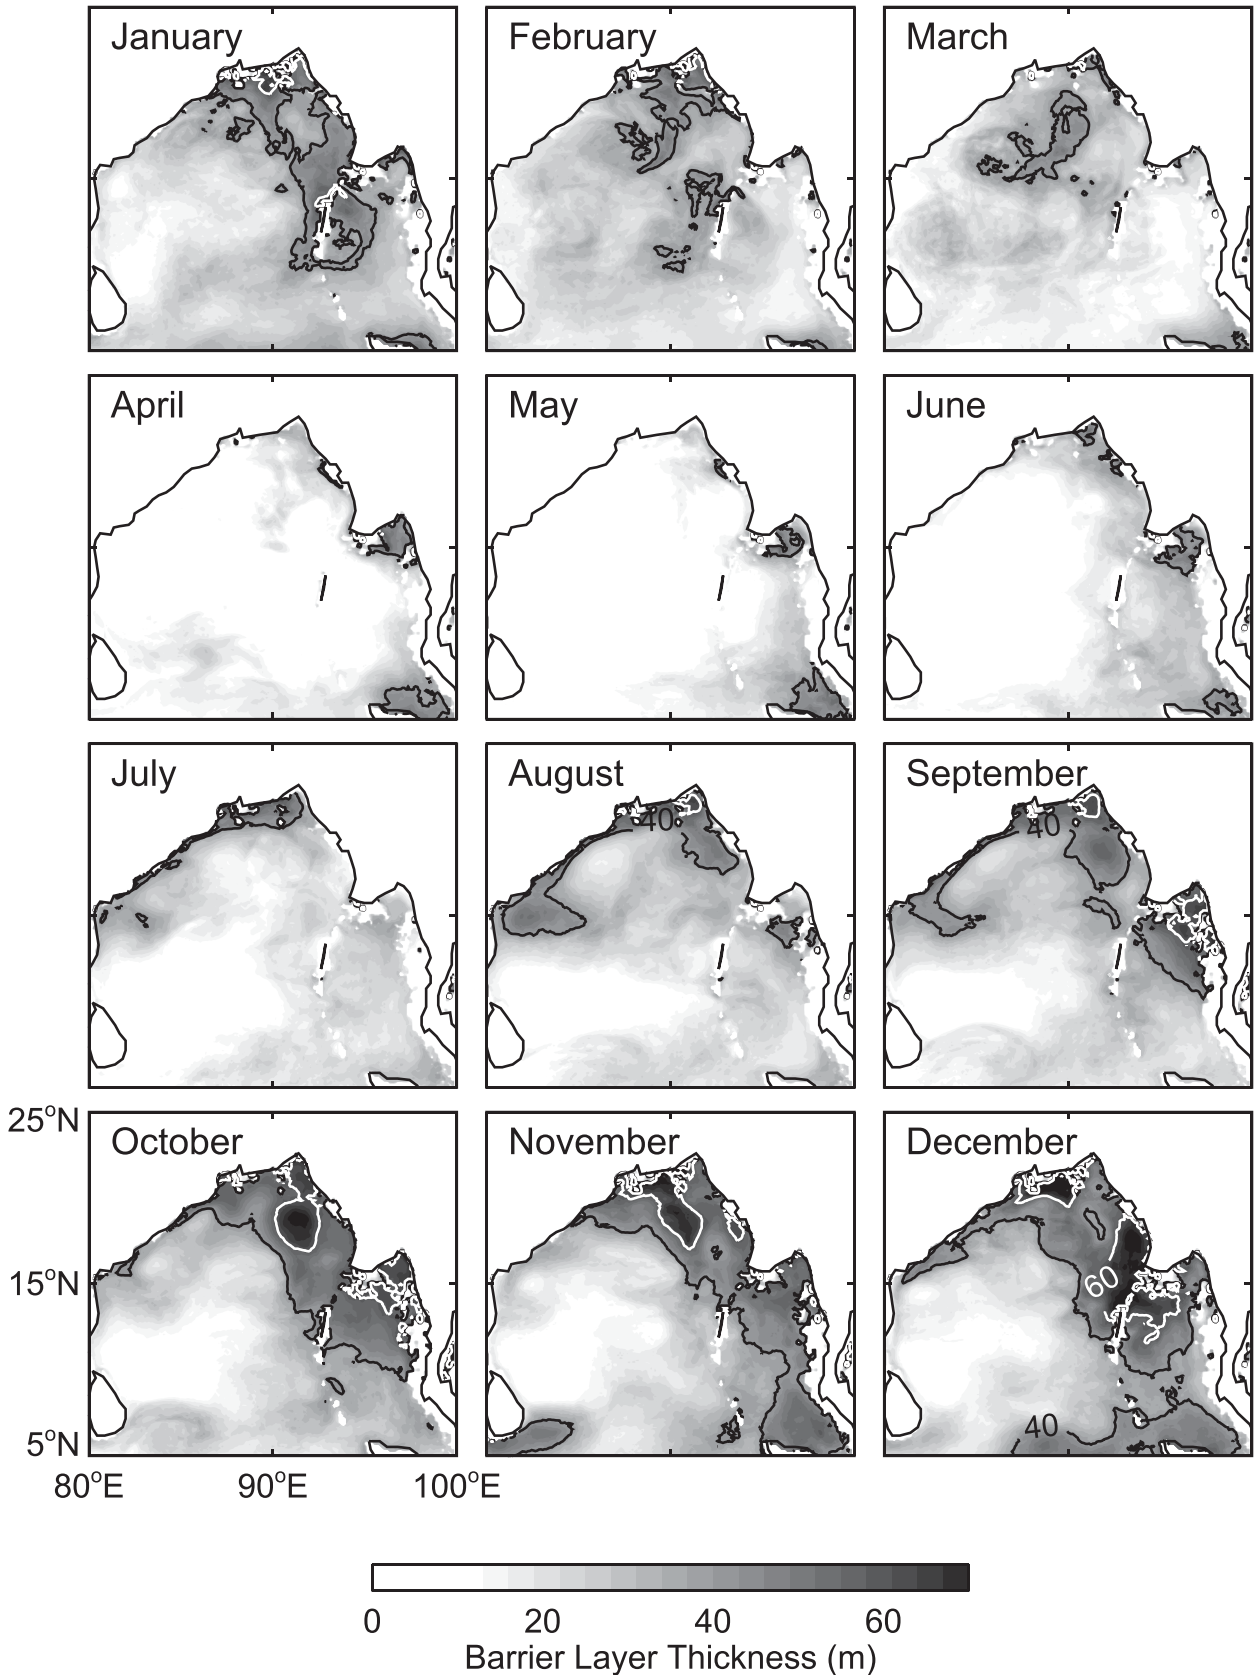 January February March
April May June
July August September
40 40
25°N
October November December
15°N
60
5°N
40
80°E 90°E 100°E
0 20 40 60
Barrier Layer Thickness (m)